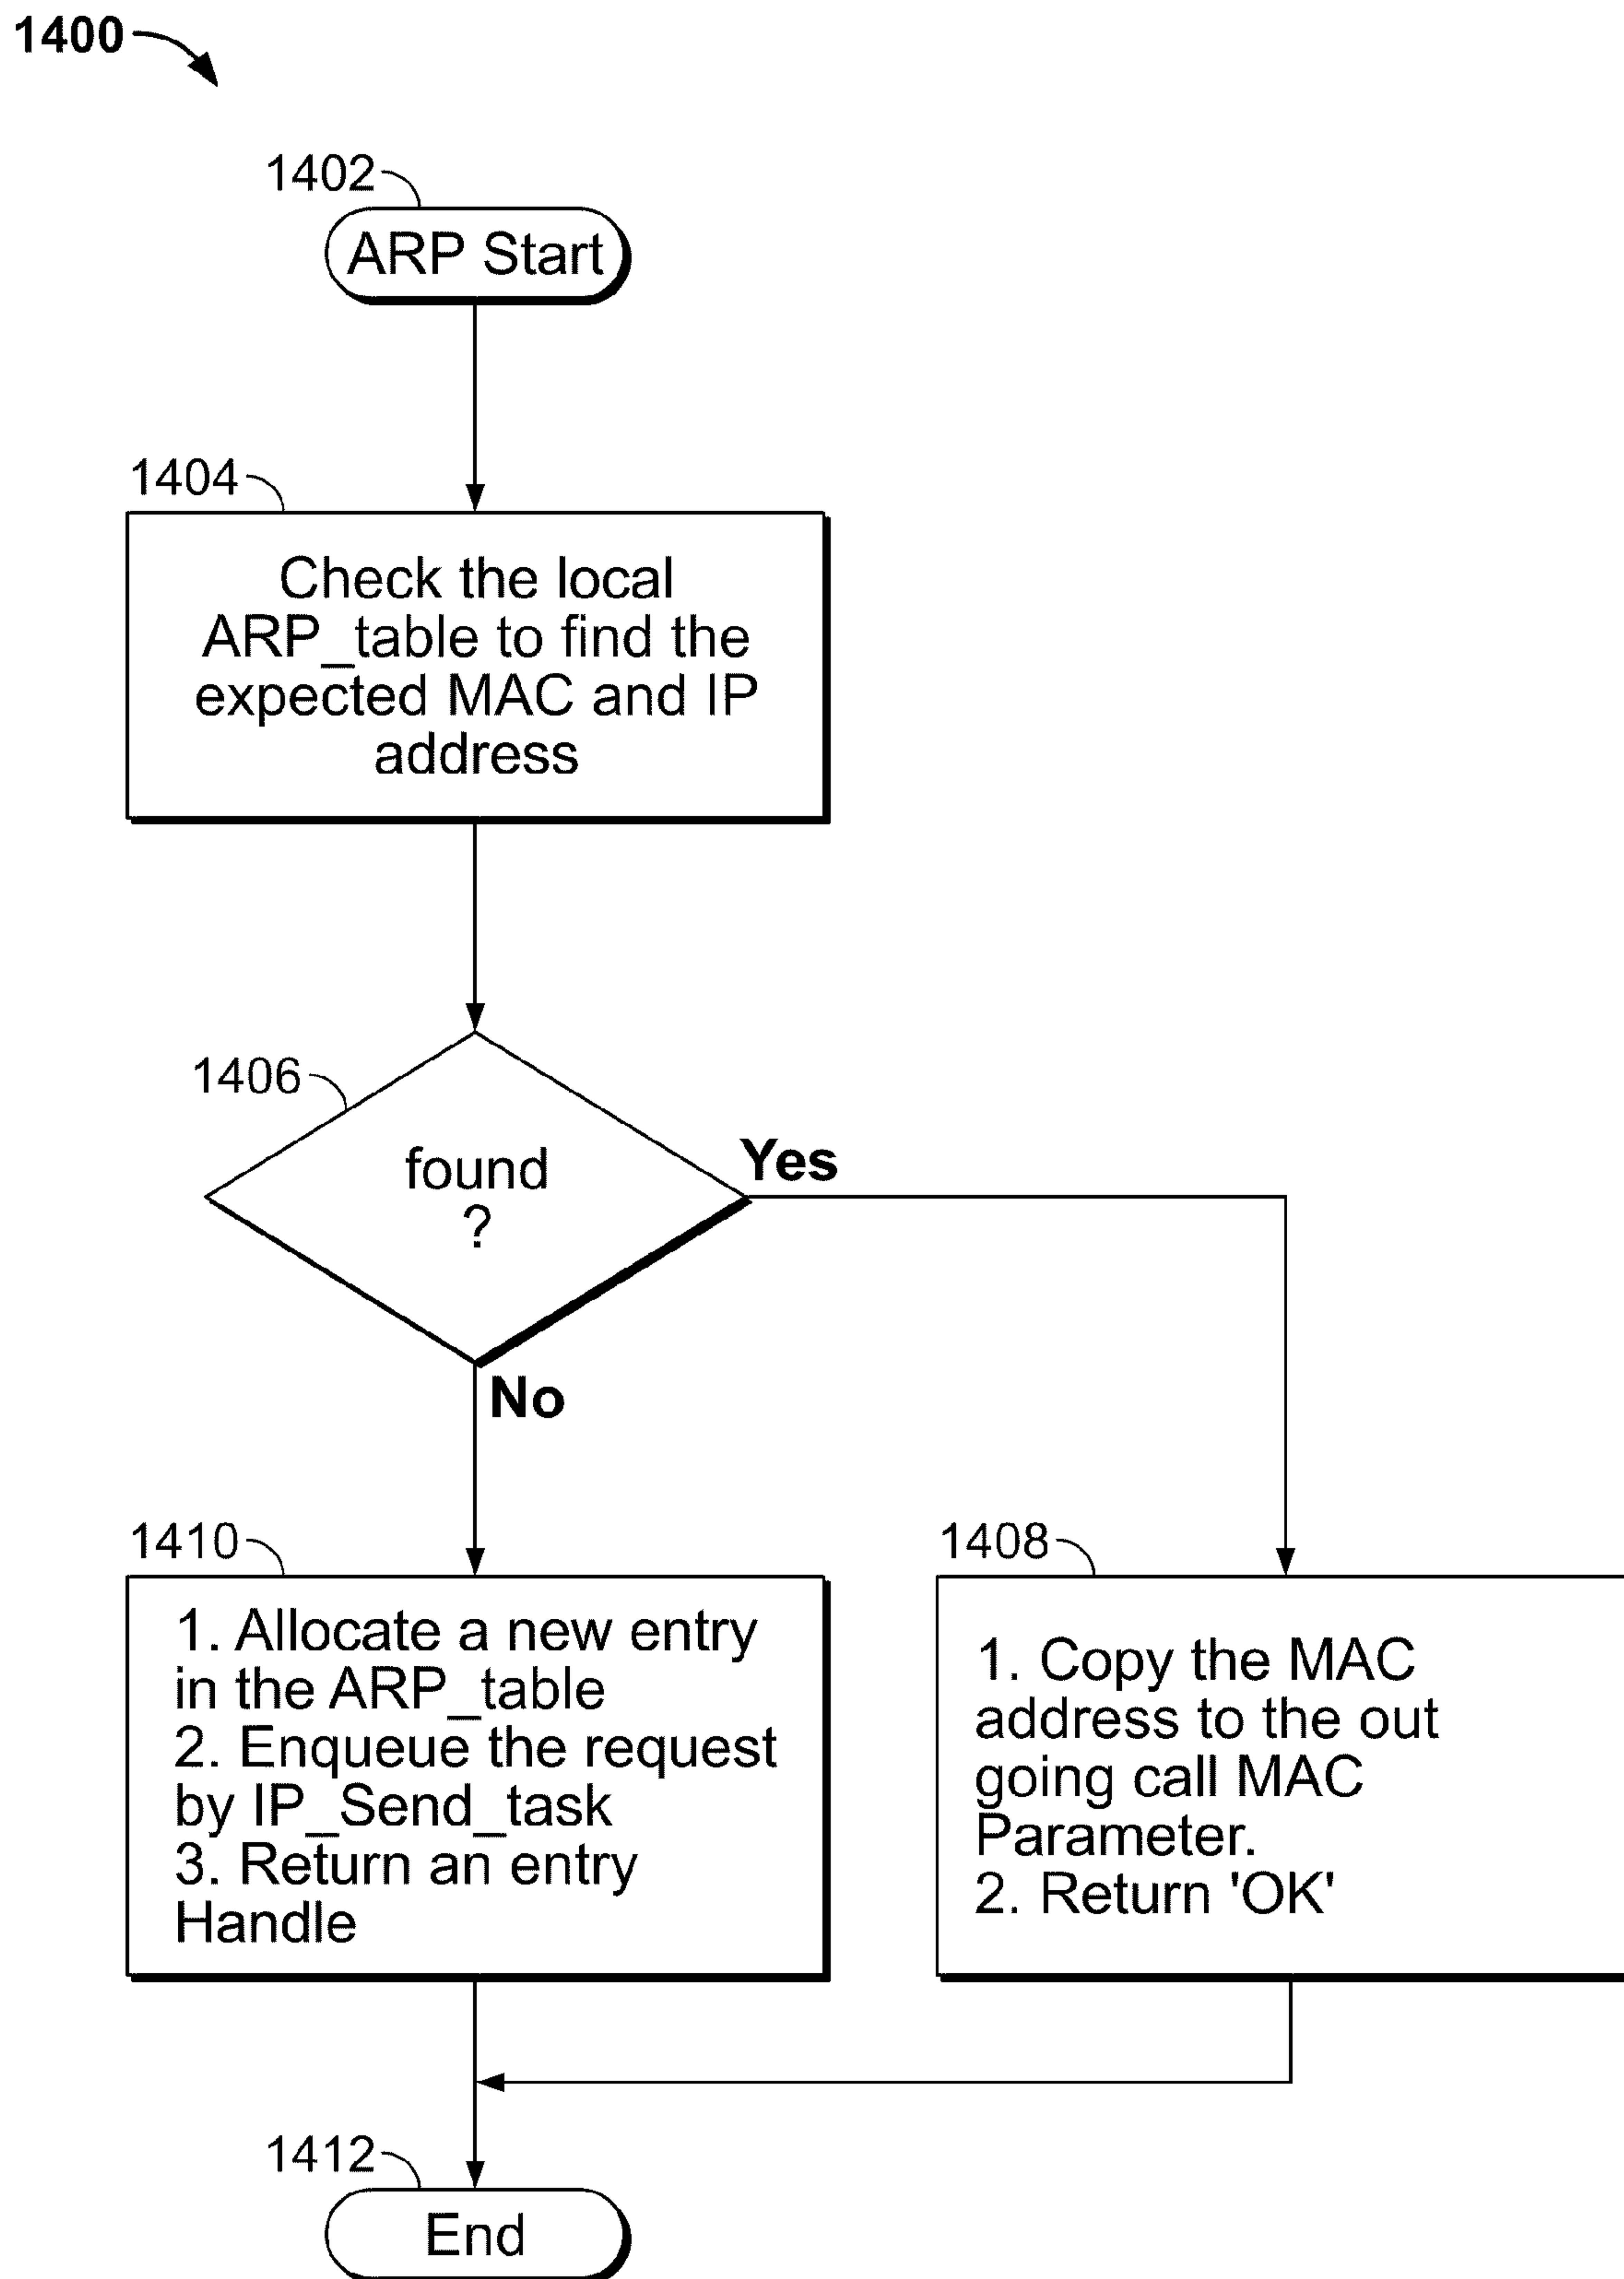 1400
1402
ARP Start
1404
Check the local
ARP_table to find the
expected MAC and IP
address
1406
found
?
Yes
No
1410
1. Allocate a new entry
in the ARP_table
2. Enqueue the request
by IP_Send_task
3. Return an entry
Handle
1408
1. Copy the MAC
address to the out
going call MAC
Parameter.
2. Return 'OK'
1412
End